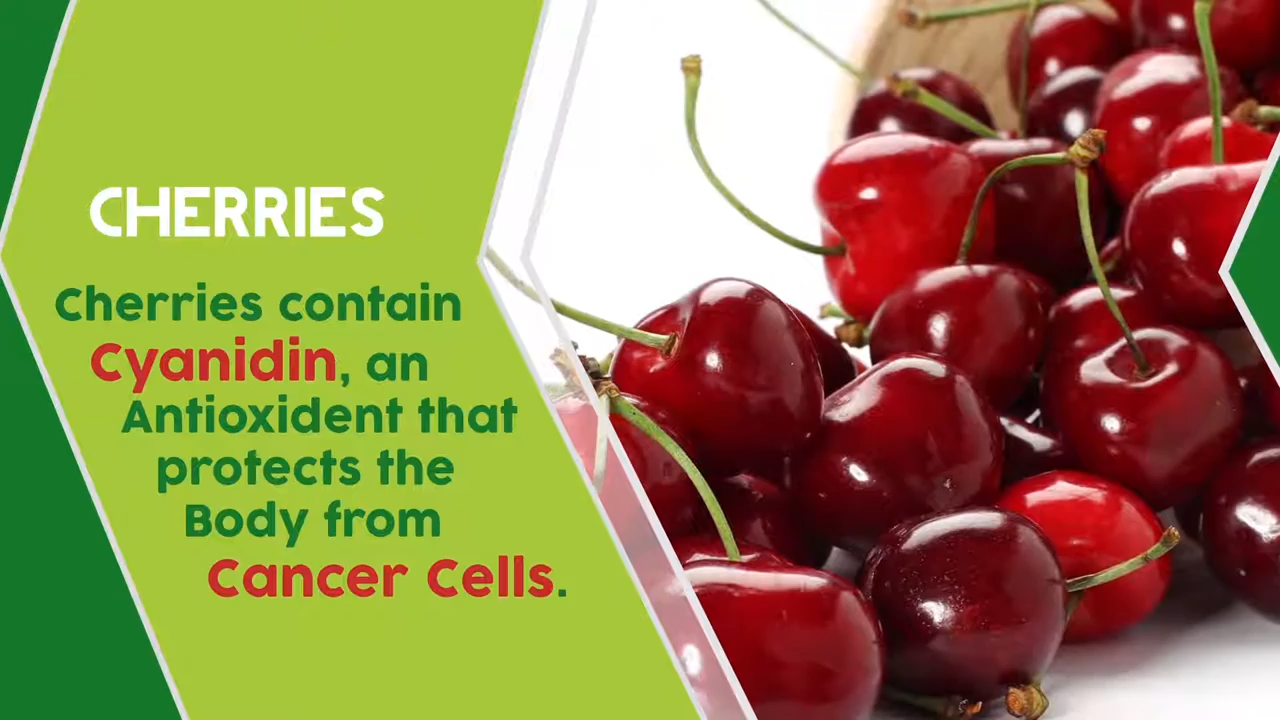 CHERRIES
Cherries contain
Cyanidin, an
Antioxident that
protects the
Body from
Cancer Cells.